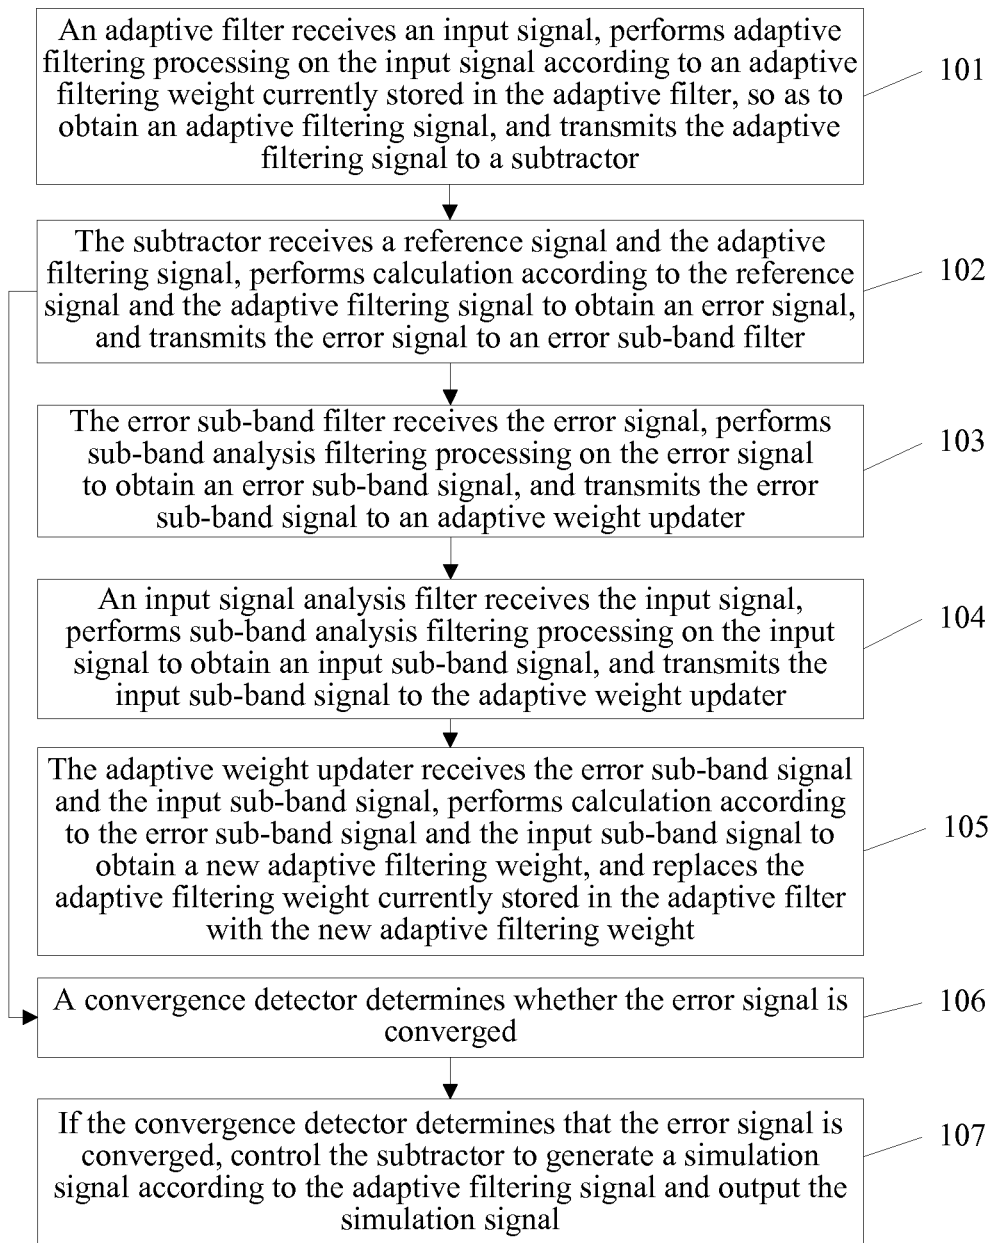 An adaptive filter receives an input signal, performs adaptive
filtering processing on the input signal according to an adaptive
filtering weight currently stored in the adaptive filter, so as to
obtain an adaptive filtering signal, and transmits the adaptive
filtering signal to a subtractor
101
The subtractor receives a reference signal and the adaptive
filtering signal, performs calculation according to the reference
signal and the adaptive filtering signal to obtain an error signal,
and transmits the error signal to an error sub-band filter
102
The error sub-band filter receives the error signal, performs
sub-band analysis filtering processing on the error signal
to obtain an error sub-band signal, and transmits the error
sub-band signal to an adaptive weight updater
103
An input signal analysis filter receives the input signal,
performs sub-band analysis filtering processing on the input
signal to obtain an input sub-band signal, and transmits the
input sub-band signal to the adaptive weight updater
104
The adaptive weight updater receives the error sub-band signal
and the input sub-band signal, performs calculation according
to the error sub-band signal and the input sub-band signal to
obtain a new adaptive filtering weight, and replaces the
adaptive filtering weight currently stored in the adaptive filter
with the new adaptive filtering weight
105
A convergence detector determines whether the error signal is
converged
106
If the convergence detector determines that the error signal is
converged, control the subtractor to generate a simulation
signal according to the adaptive filtering signal and output the
simulation signal
107